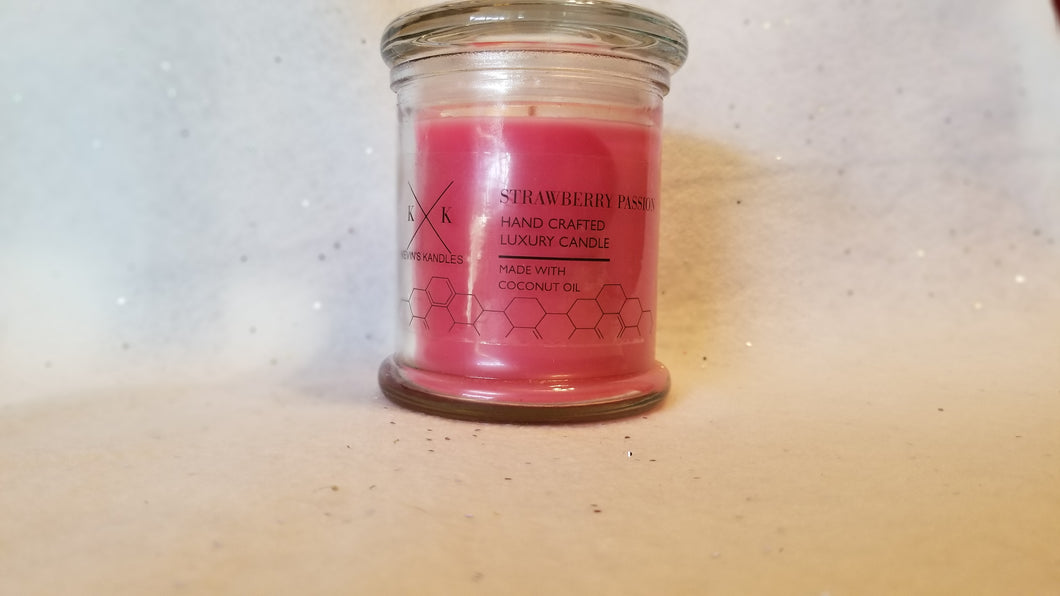 K K
KEVIN'S KANDLES
STRAWBERRY PASSION
HAND CRAFTED
LUXURY CANDLE
MADE WITH
COCONUT OIL